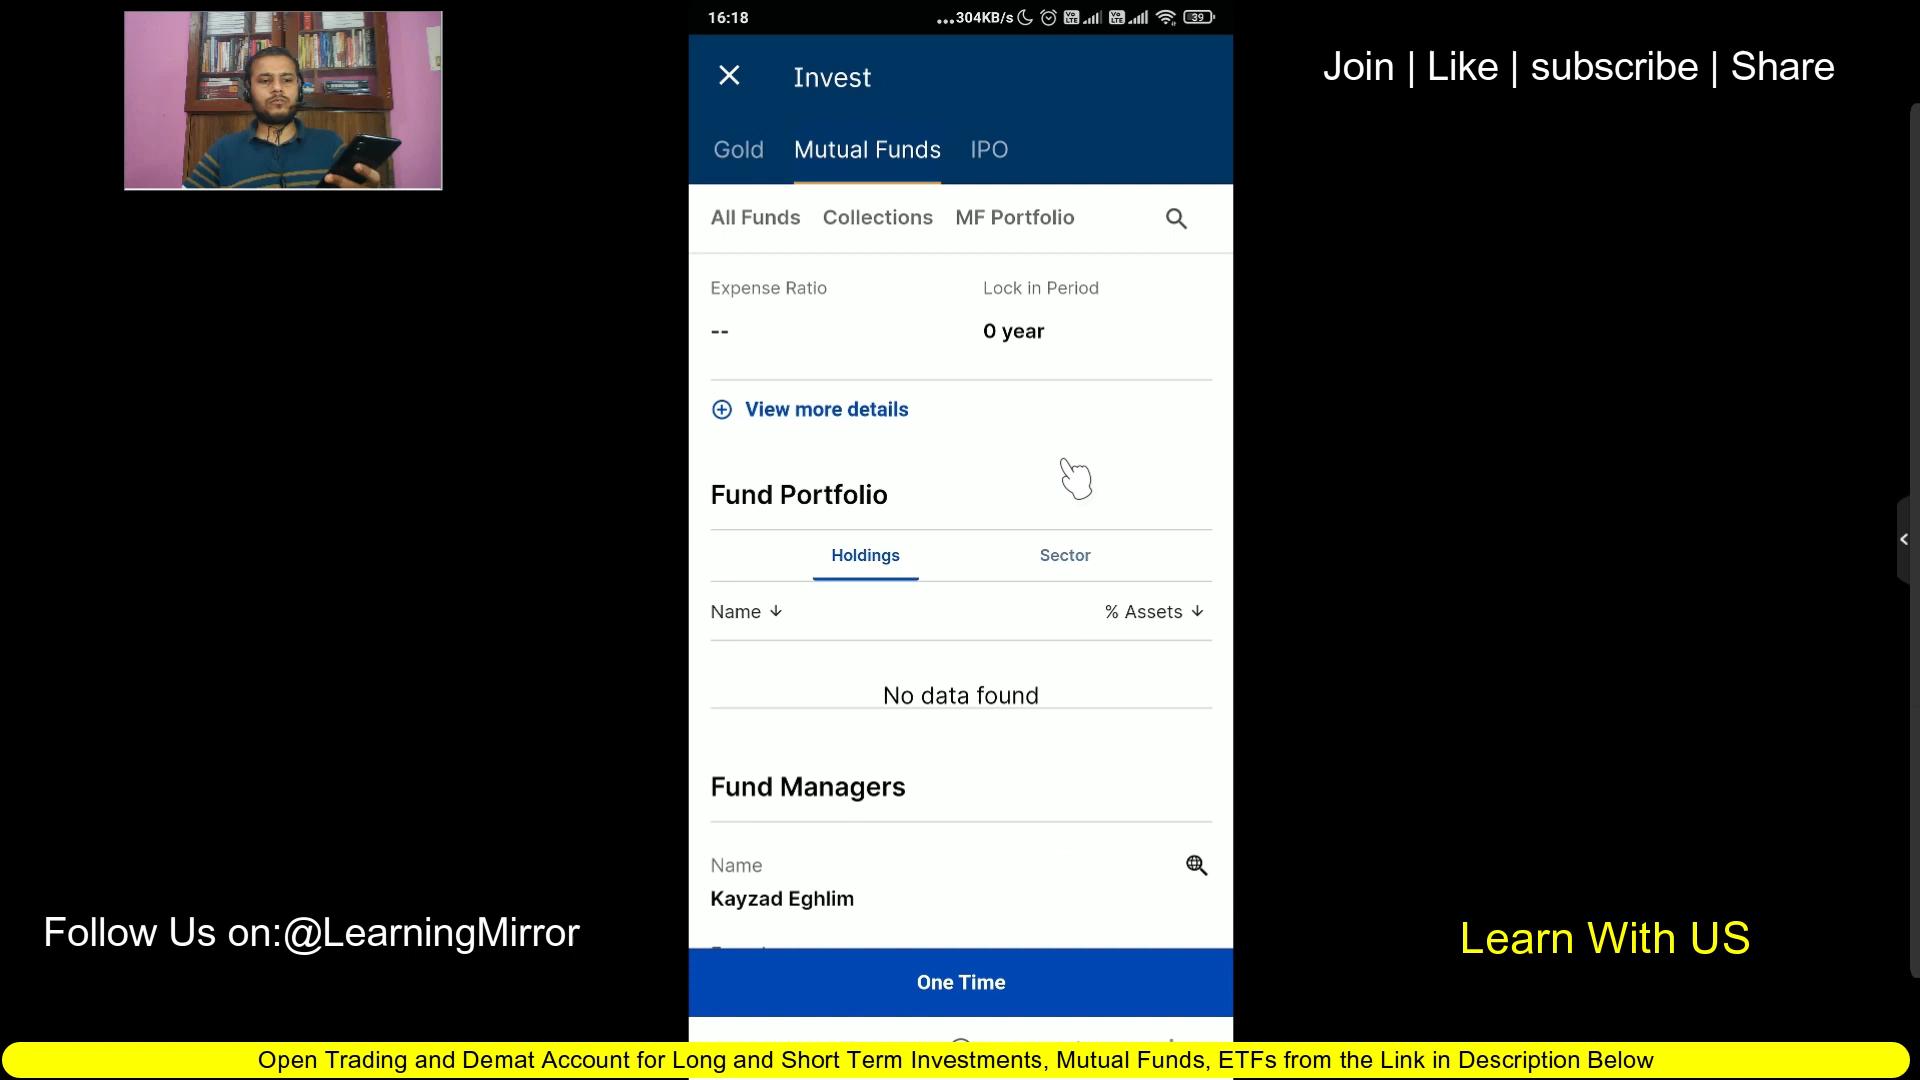 16:18
...304KB/s
39
Invest
Gold
Mutual Funds
IPO
All Funds
Collections
MF Portfolio
Expense Ratio
Lock in Period
--
0 year
View more details
Fund Portfolio
Holdings
Sector
Name
% Assets
No data found
Fund Managers
Name
Kayzad Eghlim
One Time
Join | Like | subscribe | Share
Follow Us on:@LearningMirror
Learn With US
Open Trading and Demat Account for Long and Short Term Investments, Mutual Funds, ETFs from the Link in Description Below